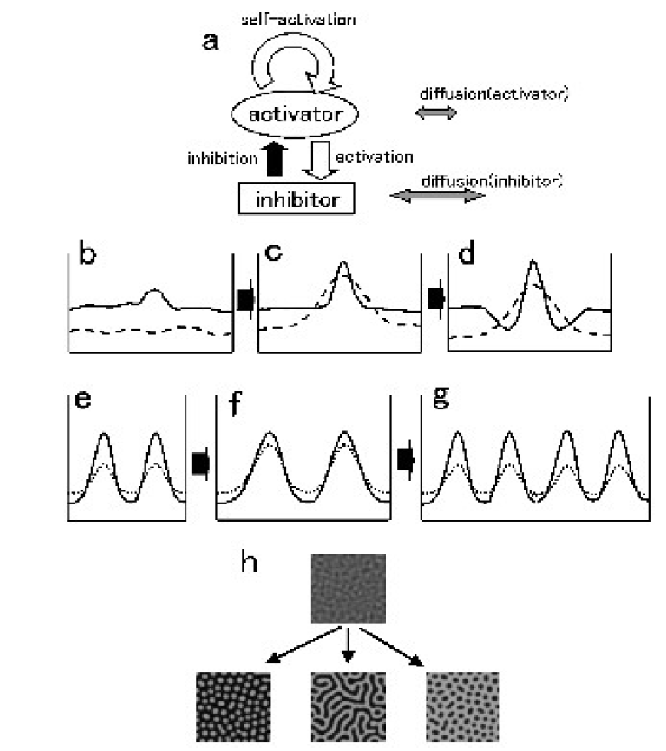 self-activation
a
activator
diffusion(activator)
inhibition
activation
inhibitor
diffusion(inhibitor)
b
c
d
e
f
g
h